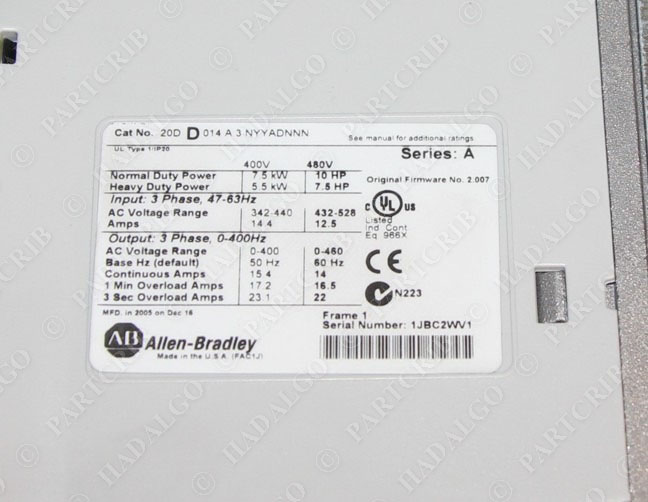 Cat No. 20D D 014 A 3 NYYADNNN
See manual for additional ratings
UL Type 1/IP20
Series: A
400V 480V
Normal Duty Power 7.5 kW 10 HP
Heavy Duty Power 5.5 kW 7.5 HP
Original Firmware No. 2.007
Input: 3 Phase, 47-63Hz
AC Voltage Range 342-440 432-528
Amps 14.4 12.5
C UL US
Listed
Ind Cont
Eq 966X
Output: 3 Phase, 0-400Hz
AC Voltage Range 0-400 0-460
Base Hz (default) 50 Hz 60 Hz
Continuous Amps 15.4 14
1 Min Overload Amps 17.2 16.5
3 Sec Overload Amps 23.1 22
CE
N223
MFD. in 2005 on Dec 16
Frame 1
Serial Number: 1JBC2WV1
AB Allen-Bradley
Made in the U.S.A. (FAC1J)
PARTCRIB © HADALGO ©